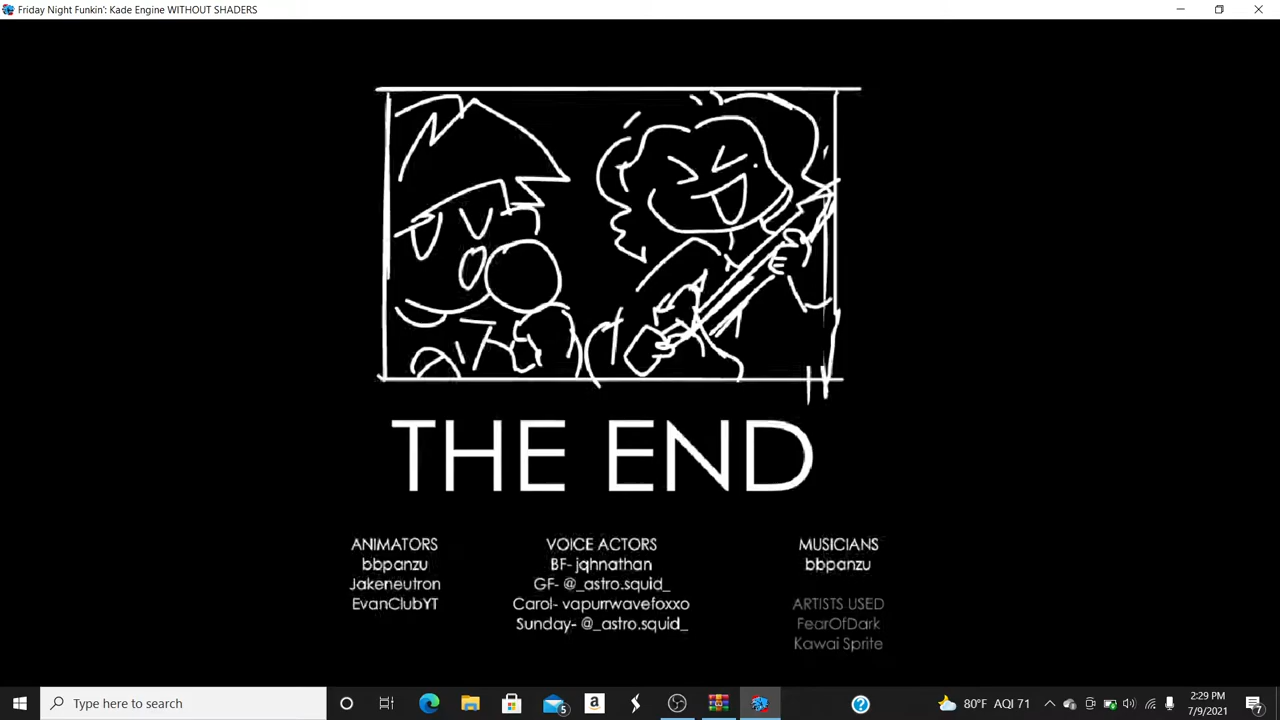 Friday Night Funkin': Kade Engine WITHOUT SHADERS
THE END
ANIMATORS
bbpanzu
Jakeneutron
EvanClubYT
VOICE ACTORS
BF- jqhnathan
GF- @_astro.squid_
Carol- vapurrwavefoxxo
Sunday- @_astro.squid_
MUSICIANS
bbpanzu
ARTISTS USED
FearOfDark
Kawai Sprite
Type here to search
5
80°F AQI 71
2:29 PM
7/9/2021
7